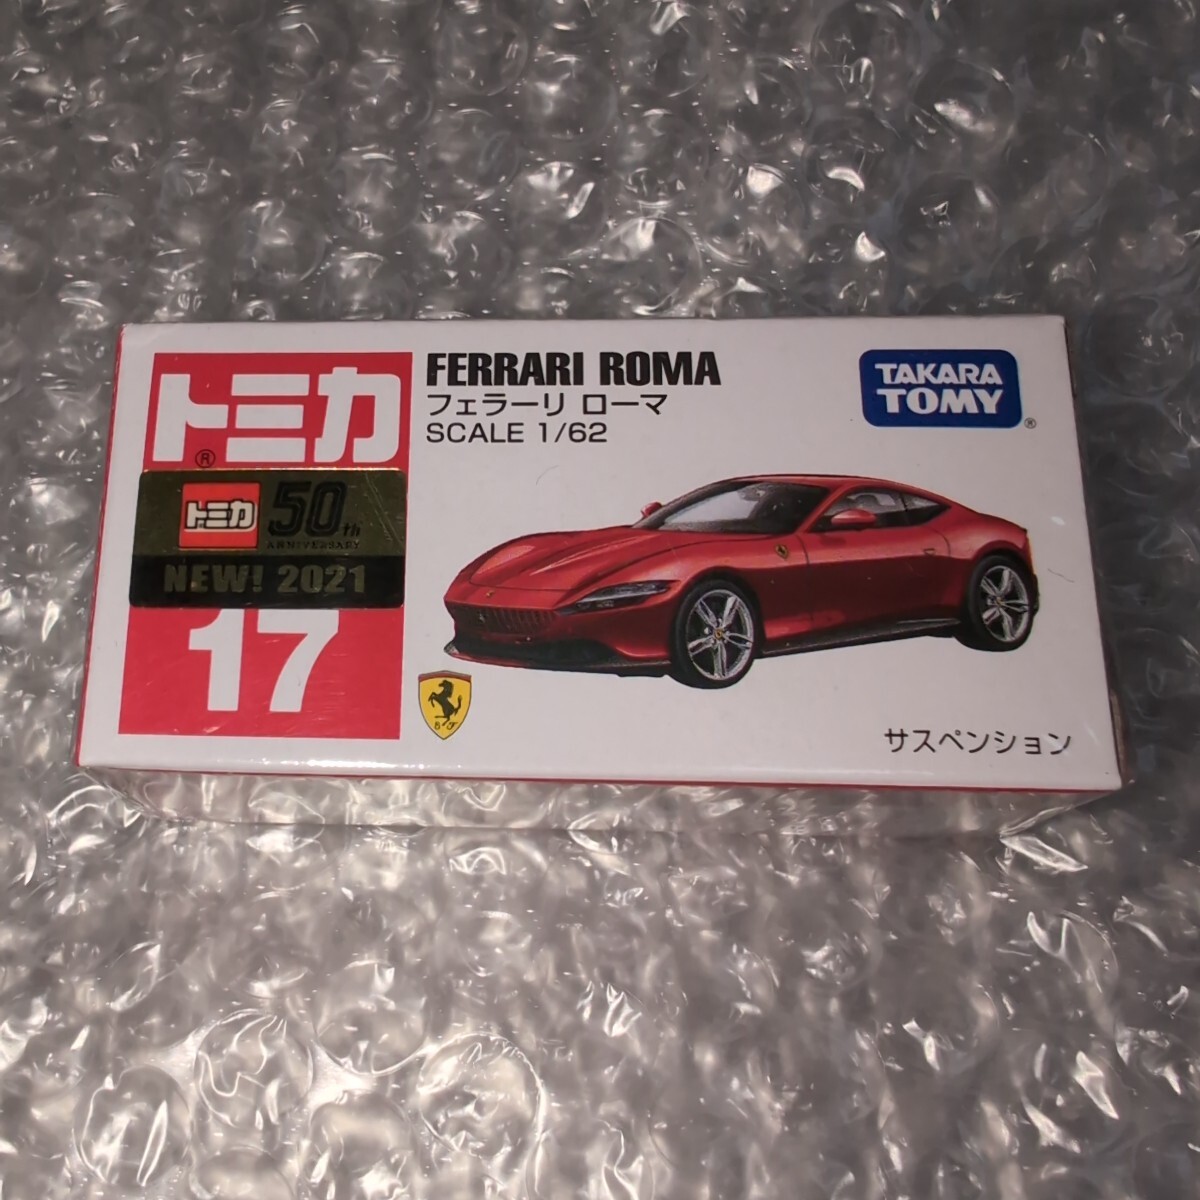 トミカ
®
FERRARI ROMA
フェラーリ ローマ
SCALE 1/62
TAKARA
TOMY
®
トミカ
50th
ANNIVERSARY
NEW! 2021
17
S F
サスペンション